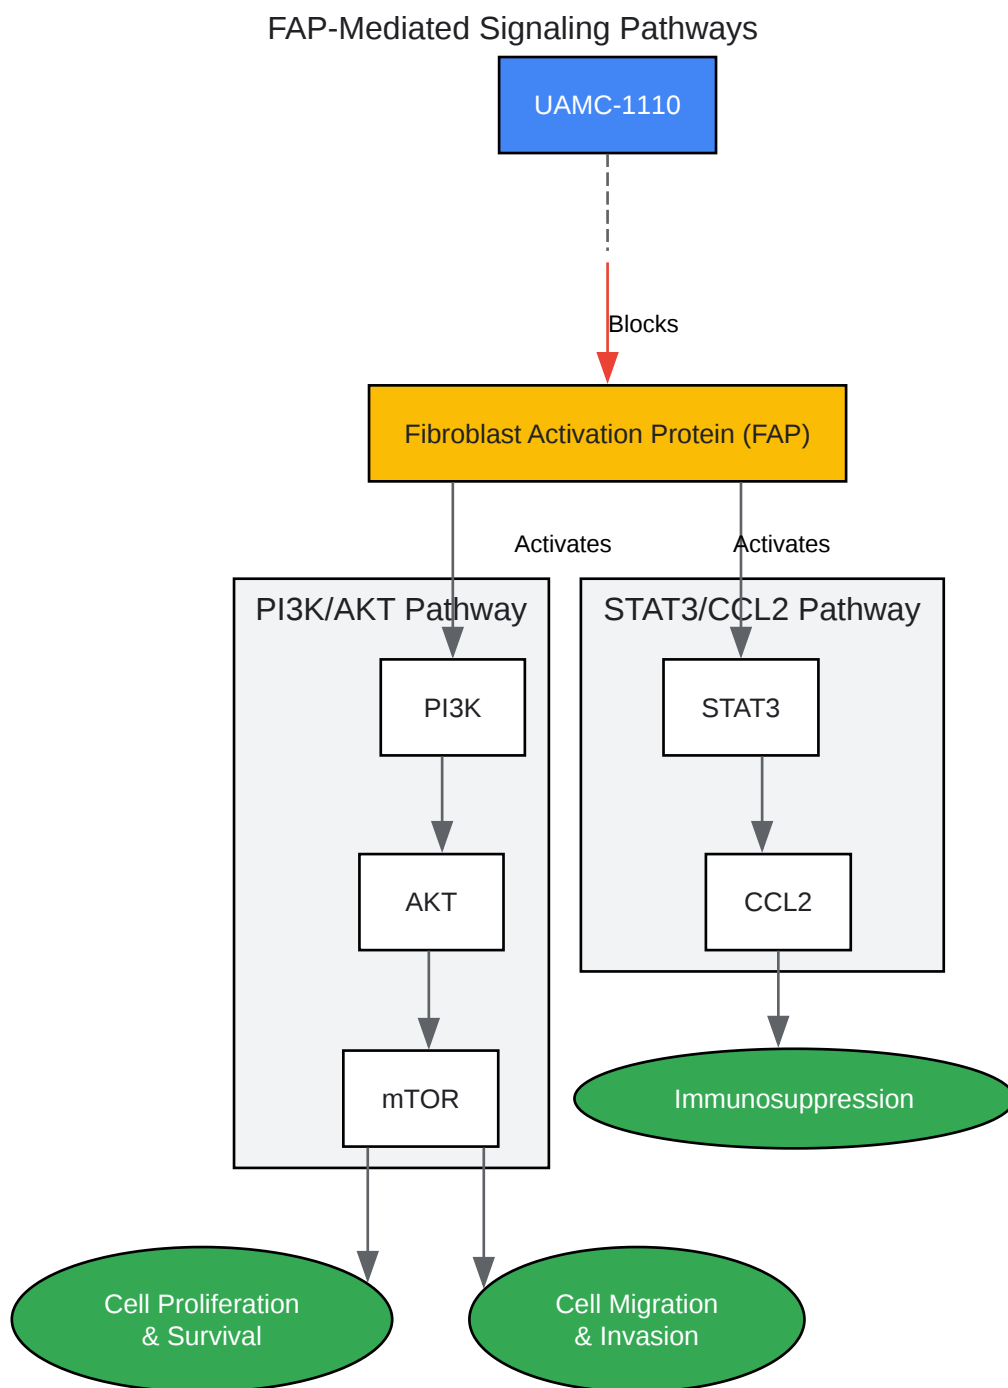 FAP-Mediated Signaling Pathways
UAMC-1110
Blocks
Fibroblast Activation Protein (FAP)
Activates
Activates
PI3K/AKT Pathway
STAT3/CCL2 Pathway
PI3K
STAT3
AKT
CCL2
mTOR
Immunosuppression
Cell Proliferation
& Survival
Cell Migration
& Invasion